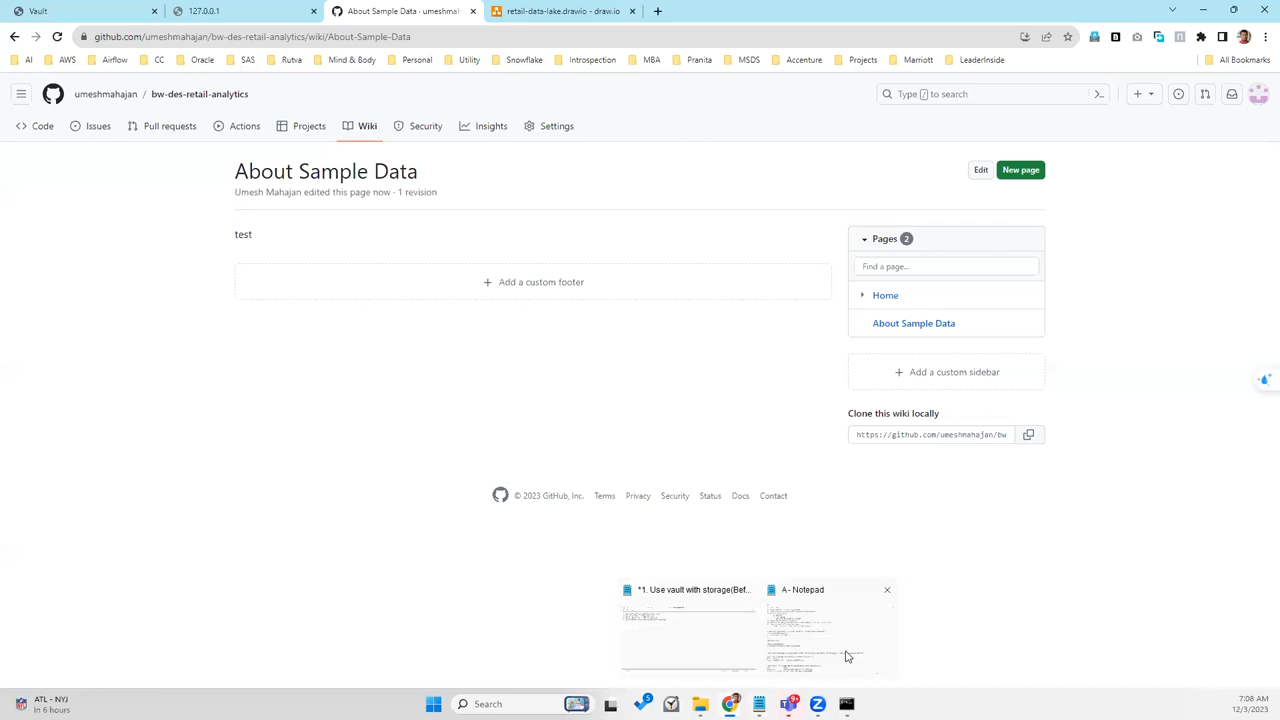 Vault
127.0.0.1
About Sample Data · umeshmahaj
retail-data-lake.drawio - draw.io
github.com/umeshmahajan/bw-des-retail-analytics/wiki/About-Sample-Data
AI AWS Airflow CC Oracle SAS Rutva Mind & Body Personal Utility Snowflake Introspection MBA Pranita MSDS Accenture Projects Marriott LeaderInside All Bookmarks
umeshmahajan / bw-des-retail-analytics
Type / to search
Code Issues Pull requests Actions Projects Wiki Security Insights Settings
About Sample Data
Umesh Mahajan edited this page now · 1 revision
Edit New page
test
Add a custom footer
Pages 2
Find a page...
Home
About Sample Data
Add a custom sidebar
Clone this wiki locally
https://github.com/umeshmahajan/bw
© 2023 GitHub, Inc. Terms Privacy Security Status Docs Contact
*1. Use vault with storage(Bef...
A - Notepad
ATL - NYJ
In 6 hours
Search
5
9+
7:08 AM
12/3/2023